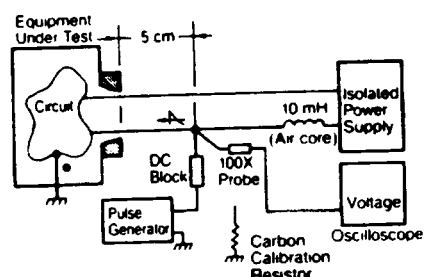 Equipment
Under Test
5 cm
Circuit
Isolated
Power
Supply
10 mH
(Air core)
DC
Block
100X
Probe
Pulse
Generator
Voltage
Oscilloscope
Carbon
Calibration
Resistor